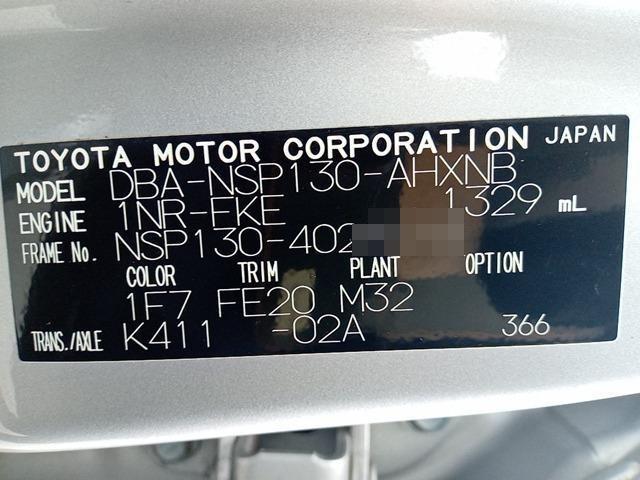 TOYOTA MOTOR CORPORATION JAPAN
MODEL DBA-NSP130-AHXNB
ENGINE 1NR-FKE 1329 mL
FRAME No. NSP130-402
COLOR TRIM PLANT OPTION
1F7 FE20 M32
TRANS./AXLE K411 -02A 366